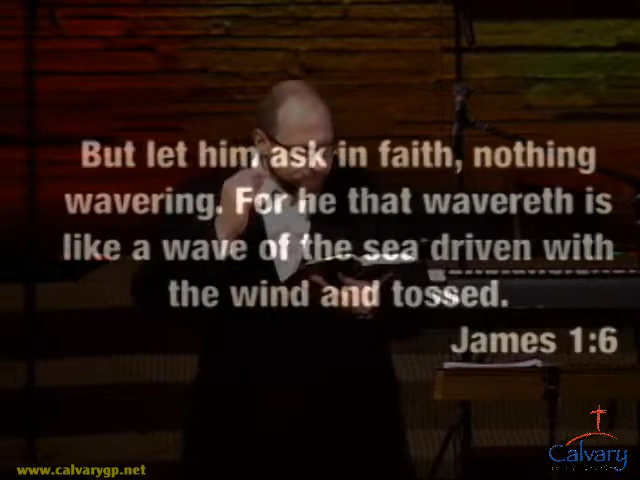 But let him ask in faith, nothing
wavering. For he that wavereth is
like a wave of the sea driven with
the wind and tossed.
James 1:6
Calvary
www.calvarygp.net